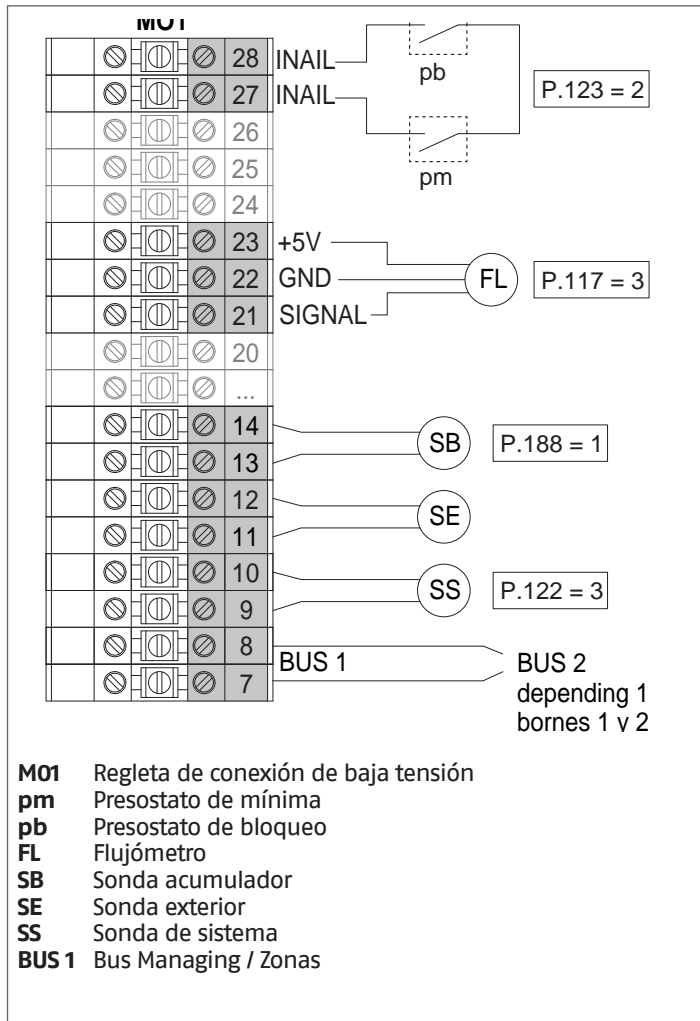 M01
28 INAIL
pb
27 INAIL
P.123 = 2
26
25
pm
24
23 +5V
22 GND FL P.117 = 3
21 SIGNAL
20
...
14
SB P.188 = 1
13
12
SE
11
10
SS P.122 = 3
9
8
BUS 1 BUS 2
7
depending 1
bornes 1 y 2
M01 Regleta de conexión de baja tensión
pm Presostato de mínima
pb Presostato de bloqueo
FL Flujómetro
SB Sonda acumulador
SE Sonda exterior
SS Sonda de sistema
BUS 1 Bus Managing / Zonas